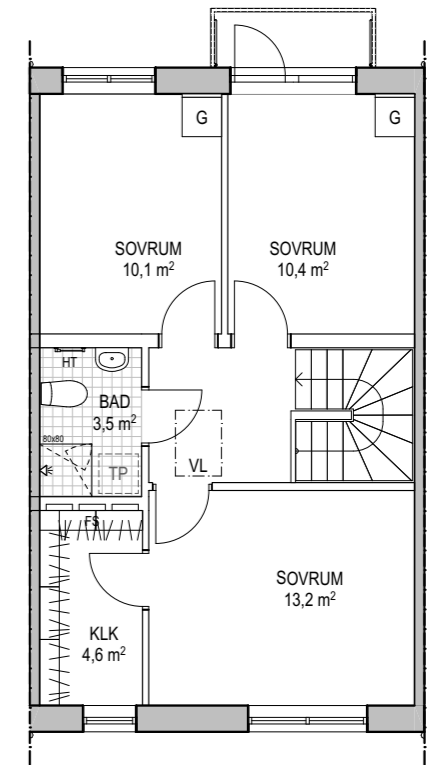 G
G
SOVRUM
10,1 m²
SOVRUM
10,4 m²
HT
BAD
3,5 m²
80x80
TP
VL
FS
SOVRUM
13,2 m²
KLK
4,6 m²